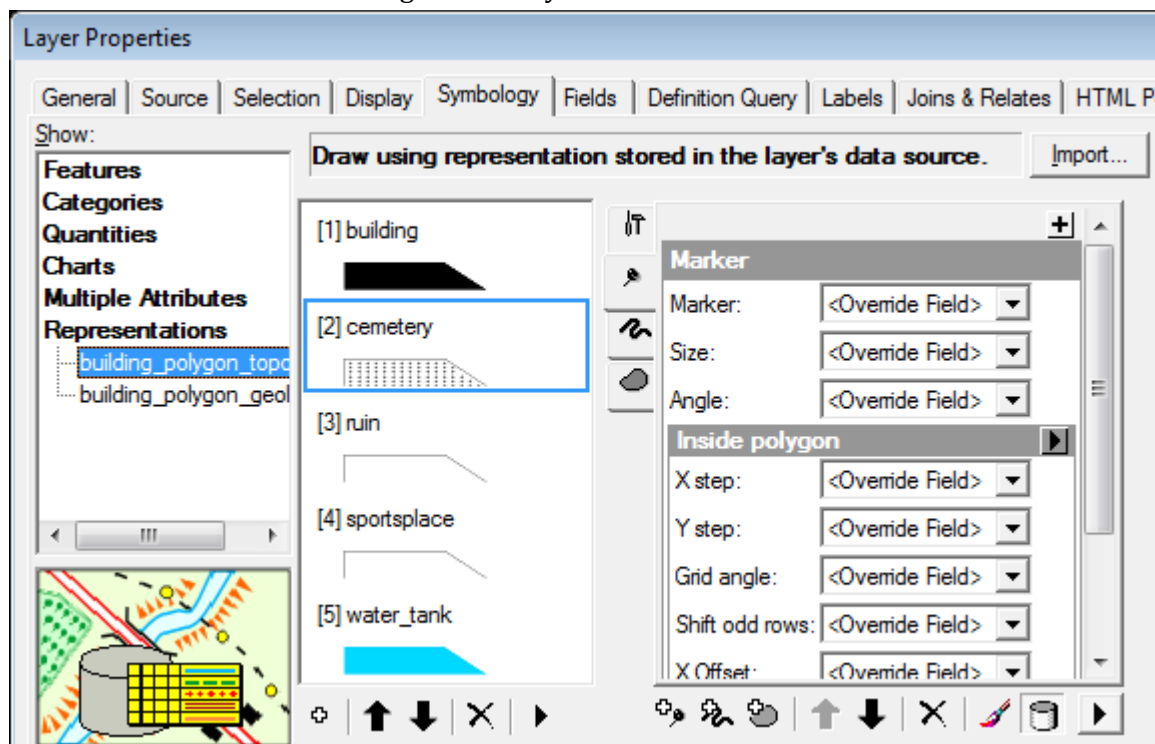 Layer Properties
General Source Selection Display Symbology Fields Definition Query Labels Joins & Relates HTML P
Show:
Features
Categories
Quantities
Charts
Multiple Attributes
Representations
building_polygon_topo
building_polygon_geol
Draw using representation stored in the layer's data source.
Import...
[1] building
[2] cemetery
[3] ruin
[4] sportsplace
[5] water_tank
Marker
Marker: <Override Field>
Size: <Override Field>
Angle: <Override Field>
Inside polygon
X step: <Override Field>
Y step: <Override Field>
Grid angle: <Override Field>
Shift odd rows: <Override Field>
X Offset: <Override Field>